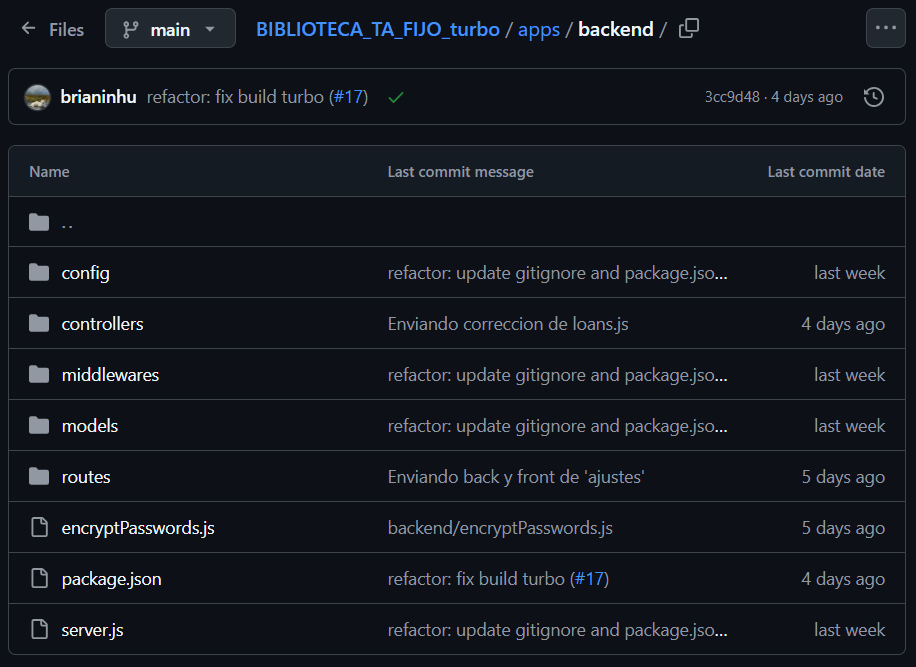 Files main BIBLIOTECA_TA_FIJO_turbo / apps / backend /
brianinhu refactor: fix build turbo (#17) 3cc9d48 · 4 days ago
Name Last commit message Last commit date
..
config refactor: update gitignore and package.jso... last week
controllers Enviando correccion de loans.js 4 days ago
middlewares refactor: update gitignore and package.jso... last week
models refactor: update gitignore and package.jso... last week
routes Enviando back y front de 'ajustes' 5 days ago
encryptPasswords.js backend/encryptPasswords.js 5 days ago
package.json refactor: fix build turbo (#17) 4 days ago
server.js refactor: update gitignore and package.jso... last week